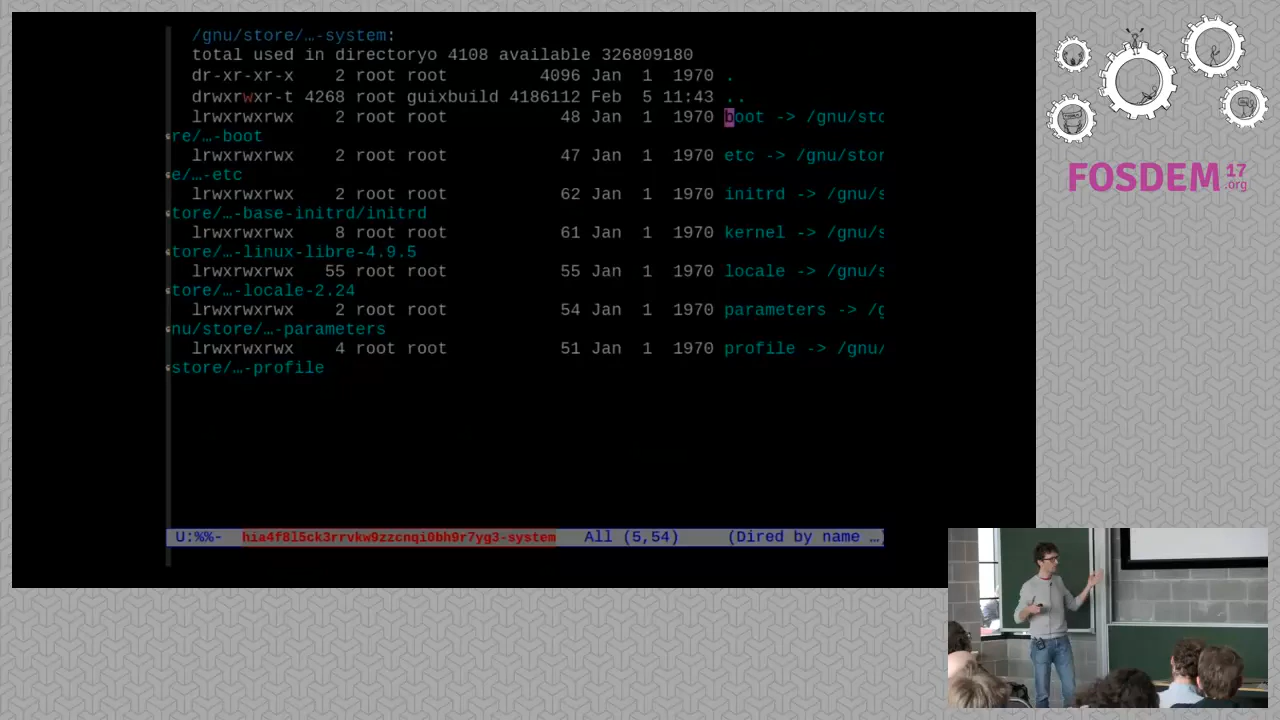 /gnu/store/…-system:
total used in directoryo 4108 available 326809180
dr-xr-xr-x 2 root root 4096 Jan 1 1970 .
drwxrwxr-t 4268 root guixbuild 4186112 Feb 5 11:43 ..
lrwxrwxrwx 2 root root 48 Jan 1 1970 boot -> /gnu/sto
re/…-boot
lrwxrwxrwx 2 root root 47 Jan 1 1970 etc -> /gnu/stor
e/…-etc
lrwxrwxrwx 2 root root 62 Jan 1 1970 initrd -> /gnu/s
tore/…-base-initrd/initrd
lrwxrwxrwx 8 root root 61 Jan 1 1970 kernel -> /gnu/s
tore/…-linux-libre-4.9.5
lrwxrwxrwx 55 root root 55 Jan 1 1970 locale -> /gnu/s
tore/…-locale-2.24
lrwxrwxrwx 2 root root 54 Jan 1 1970 parameters -> /g
nu/store/…-parameters
lrwxrwxrwx 4 root root 51 Jan 1 1970 profile -> /gnu/
store/…-profile
U:%%- hia4f8l5ck3rrvkw9zzcnqi0bh9r7yg3-system All (5,54) (Dired by name …)
FOSDEM 17
.org